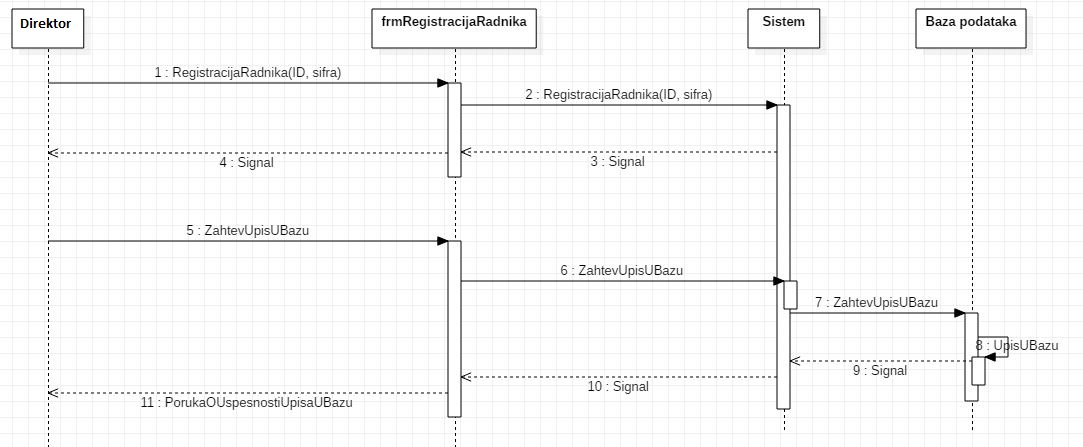 Direktor
frmRegistracijaRadnika
Sistem
Baza podataka
1 : RegistracijaRadnika(ID, sifra)
2 : RegistracijaRadnika(ID, sifra)
3 : Signal
4 : Signal
5 : ZahtevUpisUBazu
6 : ZahtevUpisUBazu
7 : ZahtevUpisUBazu
8 : UpisUBazu
9 : Signal
10 : Signal
11 : PorukaOUspesnostiUpisaUBazu